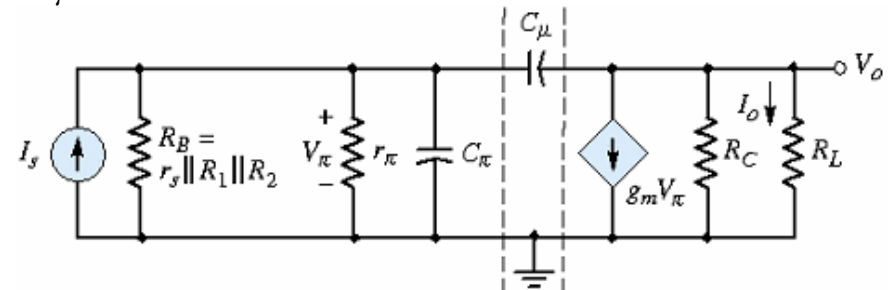 C_μ
V_o
I_s
R_B =
r_s||R_1||R_2
+
V_π
−
r_π
C_π
g_mV_π
I_o
R_C
R_L